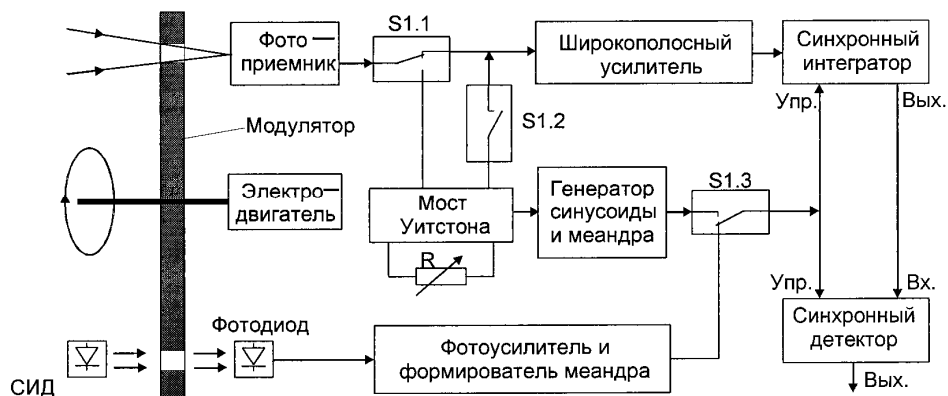 Фото—
приемник
S1.1
Широкополосный
усилитель
Синхронный
интегратор
Модулятор
S1.2
Упр.
Вых.
Электро—
двигатель
Мост
Уитстона
Генератор
синусоиды
и меандра
S1.3
R
Упр.
Вх.
Фотодиод
Фотоусилитель и
формирователь меандра
Синхронный
детектор
СИД
Вых.